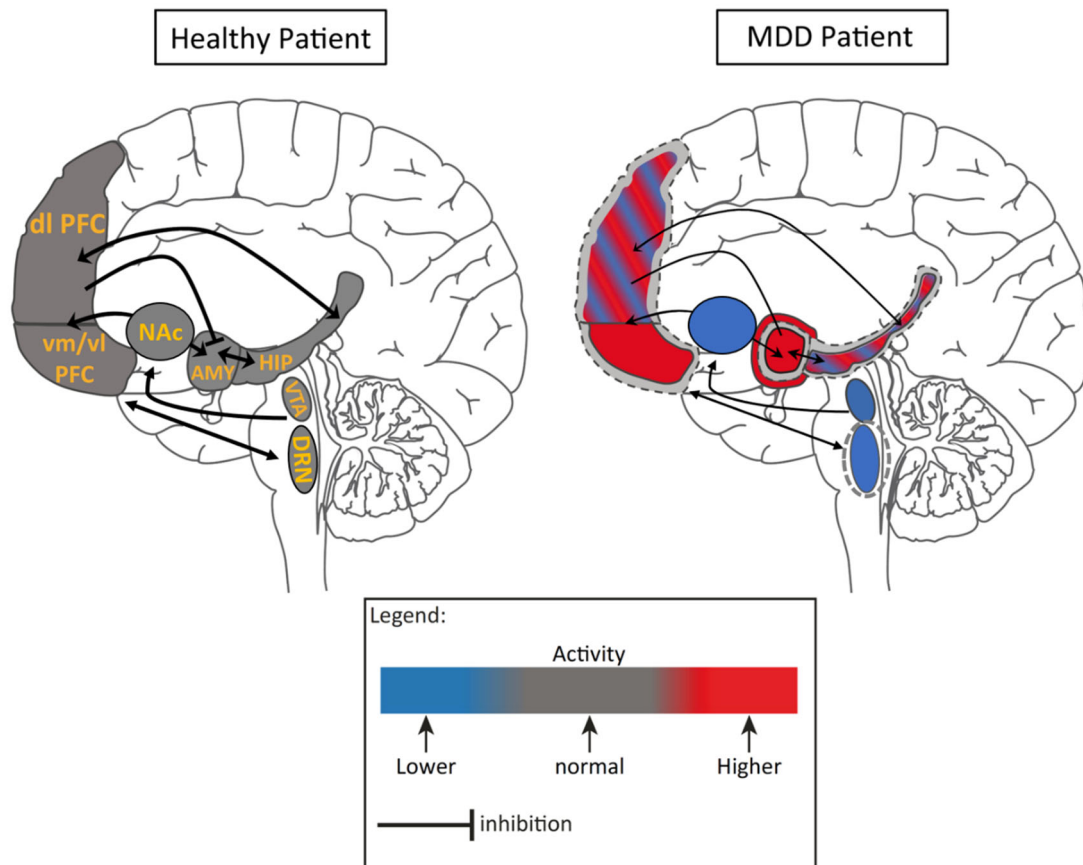 Healthy Patient
MDD Patient
dl PFC
vm/vl
PFC
NAc
AMY
HIP
VTA
DRN
Legend:
Activity
Lower
normal
Higher
inhibition